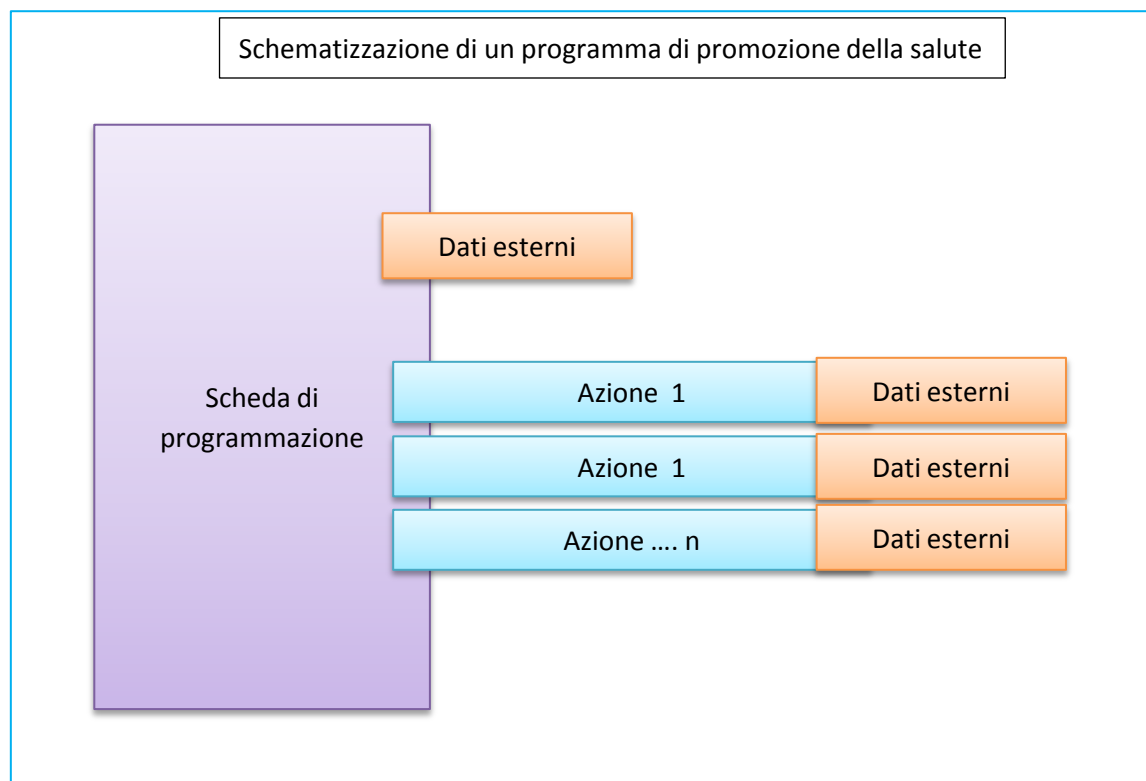 Schematizzazione di un programma di promozione della salute
Dati esterni
Scheda di
programmazione
Azione  1
Dati esterni
Azione  1
Dati esterni
Azione …. n
Dati esterni